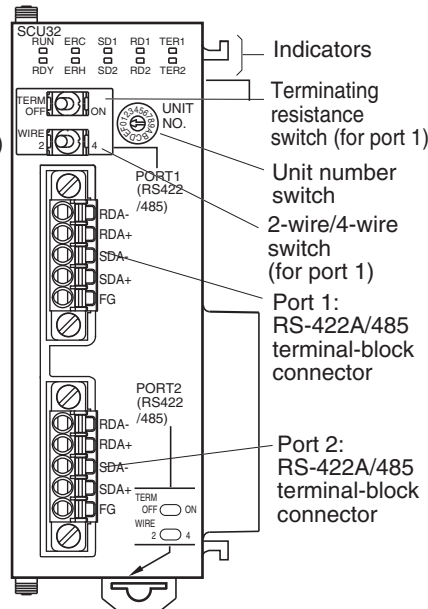 SCU32
RUN ERC SD1 RD1 TER1
RDY ERH SD2 RD2 TER2
TERM
OFF ON
WIRE
2 4
0123456789ABCDEF
UNIT
NO.
)
PORT1
(RS422
/485)
RDA-
RDA+
SDA-
SDA+
FG
PORT2
(RS422
/485)
RDA-
RDA+
SDA-
SDA+
FG
TERM
OFF ON
WIRE
2 4
Indicators
Terminating
resistance
switch (for port 1)
Unit number
switch
2-wire/4-wire
switch
(for port 1)
Port 1:
RS-422A/485
terminal-block
connector
Port 2:
RS-422A/485
terminal-block
connector